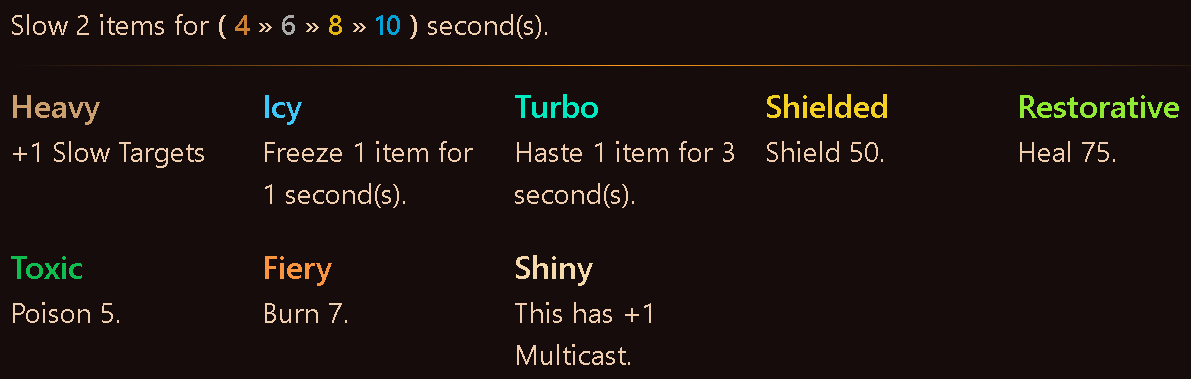 Slow 2 items for ( 4 » 6 » 8 » 10 ) second(s).
Heavy
+1 Slow Targets
Icy
Freeze 1 item for
1 second(s).
Turbo
Haste 1 item for 3
second(s).
Shielded
Shield 50.
Restorative
Heal 75.
Toxic
Poison 5.
Fiery
Burn 7.
Shiny
This has +1
Multicast.